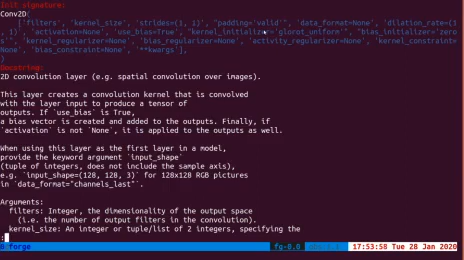 Init signature:
Conv2D(
['filters', 'kernel_size', 'strides=(1, 1)', "padding='valid'", 'data_format=None', 'dilation_rate=(1
, 1)', 'activation=None', 'use_bias=True', "kernel_initializer='glorot_uniform'", "bias_initializer='zero
s'", 'kernel_regularizer=None', 'bias_regularizer=None', 'activity_regularizer=None', 'kernel_constraint=
None', 'bias_constraint=None', '**kwargs'],
)
Docstring:
2D convolution layer (e.g. spatial convolution over images).
This layer creates a convolution kernel that is convolved
with the layer input to produce a tensor of
outputs. If `use_bias` is True,
a bias vector is created and added to the outputs. Finally, if
`activation` is not `None`, it is applied to the outputs as well.
When using this layer as the first layer in a model,
provide the keyword argument `input_shape`
(tuple of integers, does not include the sample axis),
e.g. `input_shape=(128, 128, 3)` for 128x128 RGB pictures
in `data_format="channels_last"`.
Arguments:
filters: Integer, the dimensionality of the output space
(i.e. the number of output filters in the convolution).
kernel_size: An integer or tuple/list of 2 integers, specifying the
:
forge
fq-0.0
17:53:58 Tue 28 Jan 2020